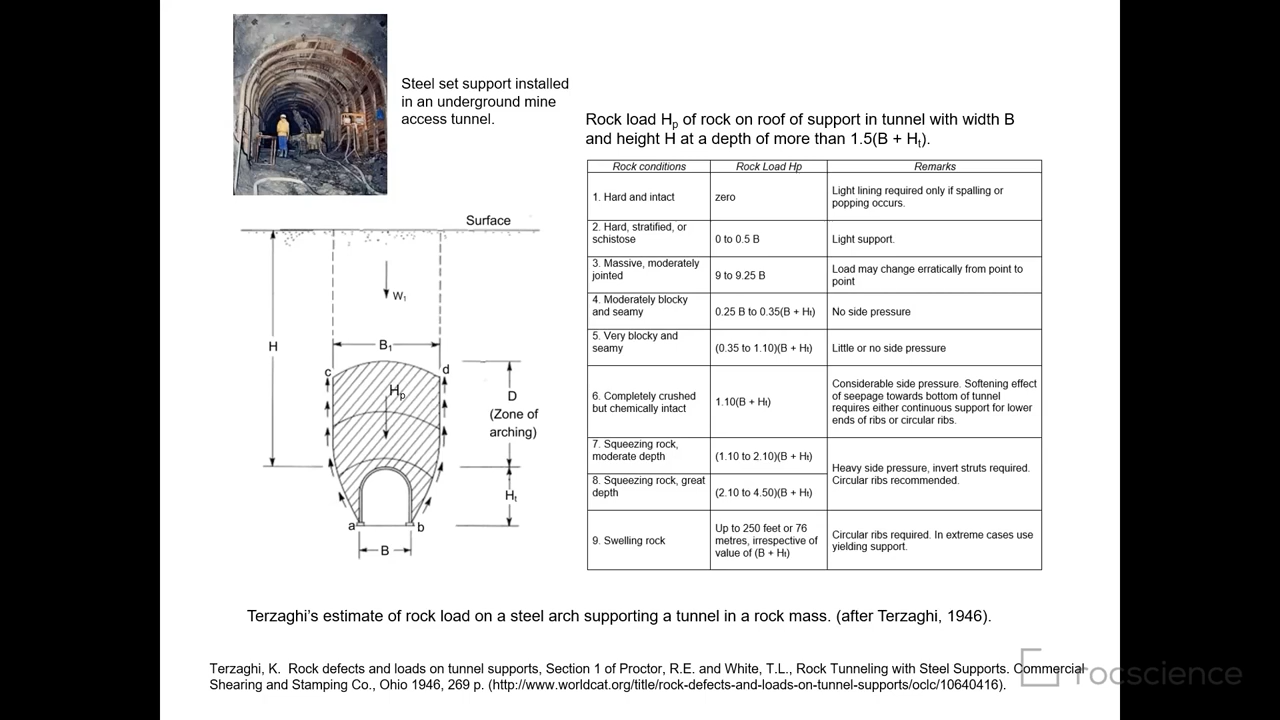 Steel set support installed
in an underground mine
access tunnel.
Rock load Hp of rock on roof of support in tunnel with width B
and height H at a depth of more than 1.5(B + Ht).
Rock conditions Rock Load Hp Remarks
1. Hard and intact zero Light lining required only if spalling or
popping occurs.
2. Hard, stratified, or
schistose 0 to 0.5 B Light support.
3. Massive, moderately
jointed 9 to 9.25 B Load may change erratically from point to
point
4. Moderately blocky
and seamy 0.25 B to 0.35(B + Ht) No side pressure
5. Very blocky and
seamy (0.35 to 1.10)(B + Ht) Little or no side pressure
6. Completely crushed
but chemically intact 1.10(B + Ht) Considerable side pressure. Softening effect
of seepage towards bottom of tunnel
requires either continuous support for lower
ends of ribs or circular ribs.
7. Squeezing rock,
moderate depth (1.10 to 2.10)(B + Ht) Heavy side pressure, invert struts required.
Circular ribs recommended.
8. Squeezing rock, great
depth (2.10 to 4.50)(B + Ht)
9. Swelling rock Up to 250 feet or 76
metres, irrespective of
value of (B + Ht) Circular ribs required. In extreme cases use
yielding support.
Surface
W1
H
B1
c
d
Hp
D
(Zone of
arching)
Ht
a
b
B
Terzaghi's estimate of rock load on a steel arch supporting a tunnel in a rock mass. (after Terzaghi, 1946).
Terzaghi, K. Rock defects and loads on tunnel supports, Section 1 of Proctor, R.E. and White, T.L., Rock Tunneling with Steel Supports. Commercial
Shearing and Stamping Co., Ohio 1946, 269 p. (http://www.worldcat.org/title/rock-defects-and-loads-on-tunnel-supports/oclc/10640416).
rocscience